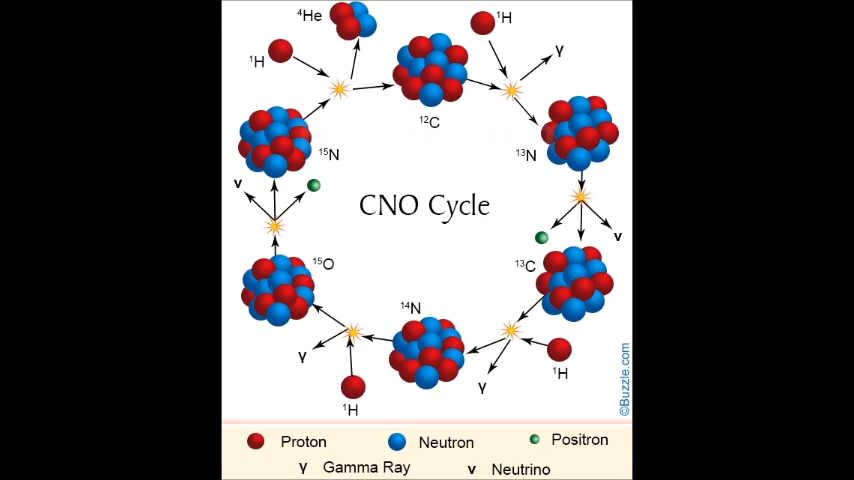 ⁴He
¹H
¹H
γ
¹²C
¹⁵N
¹³N
ν
CNO Cycle
ν
¹⁵O
¹³C
¹⁴N
γ
¹H
γ
¹H
©Buzzle.com
Proton
Neutron
Positron
γ Gamma Ray
ν Neutrino